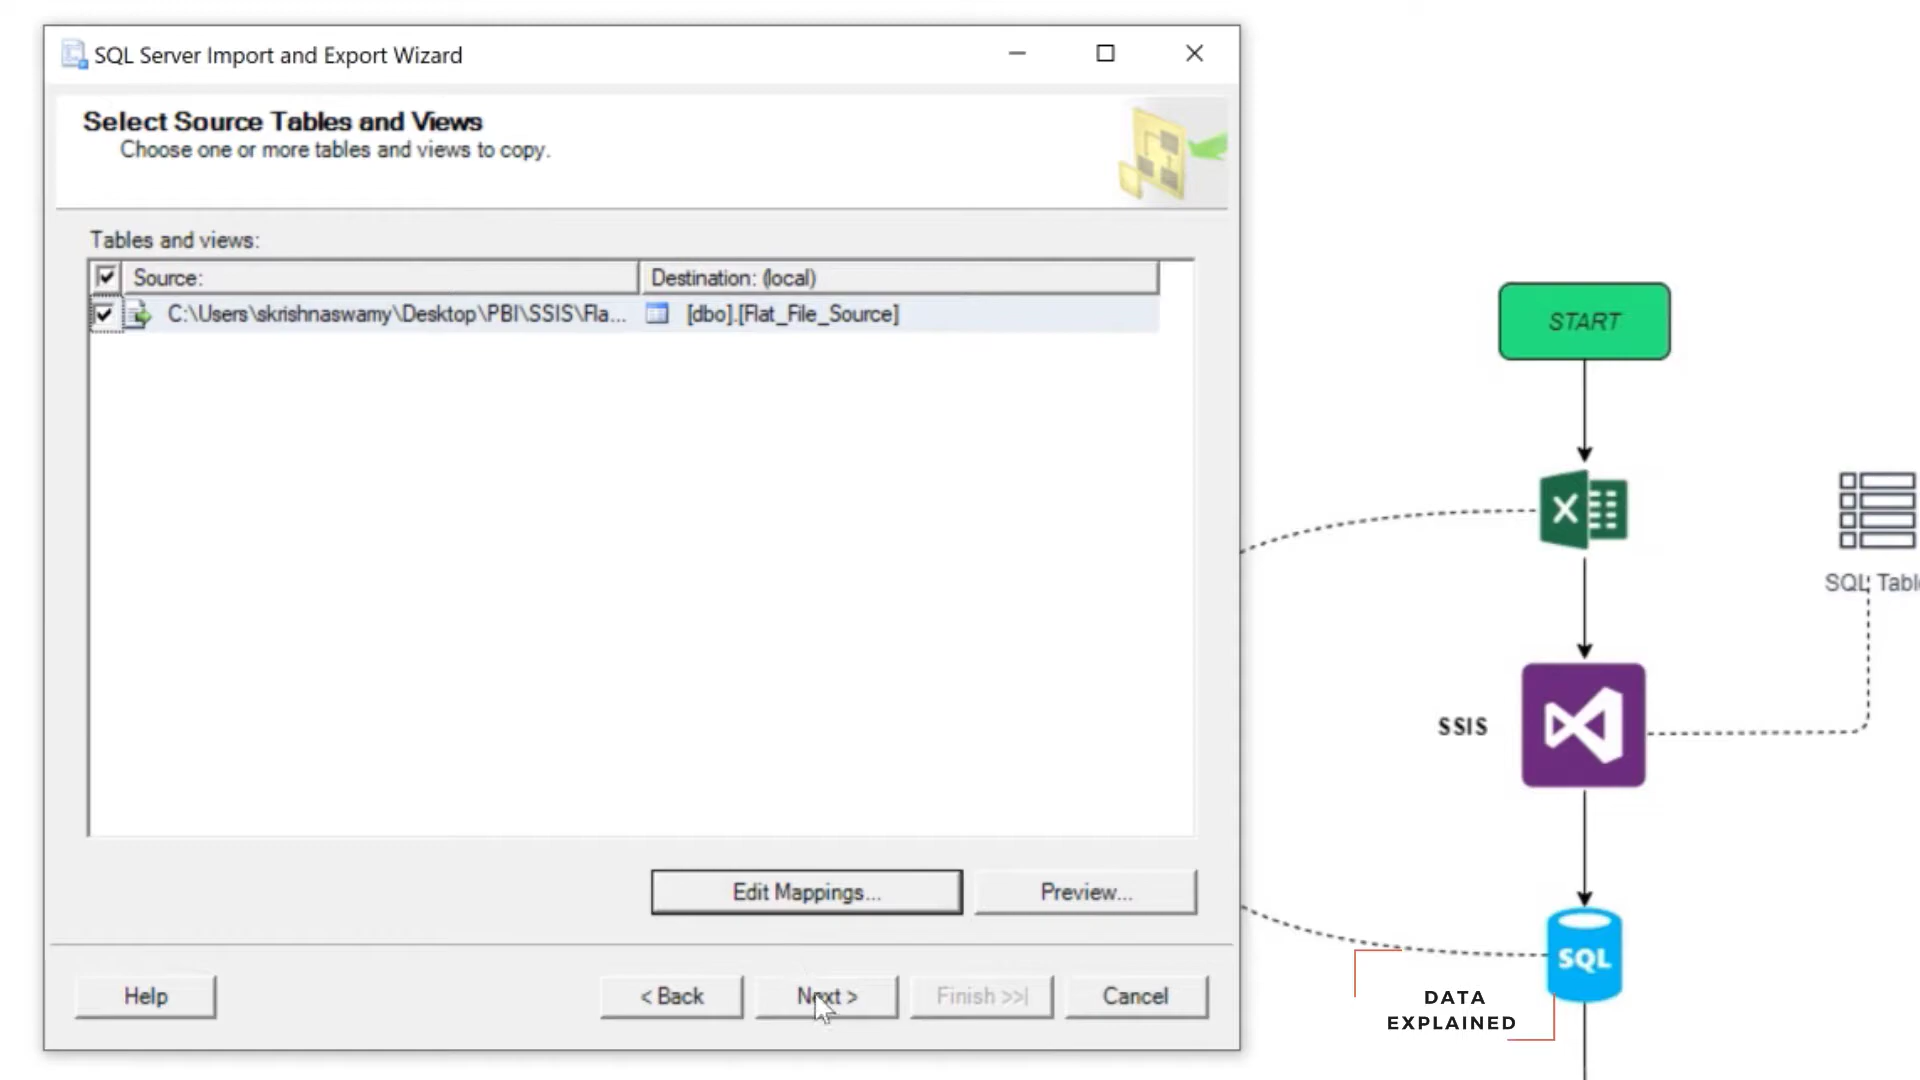 SQL Server Import and Export Wizard
Select Source Tables and Views
Choose one or more tables and views to copy.
Tables and views:
Source:
Destination: (local)
C:\Users\skrishnaswamy\Desktop\PBI\SSIS\Fla...
[dbo].[Flat_File_Source]
Edit Mappings...
Preview...
Help
< Back
Next >
Finish >>|
Cancel
START
SQL
SSIS
SQL
DATA
EXPLAINED